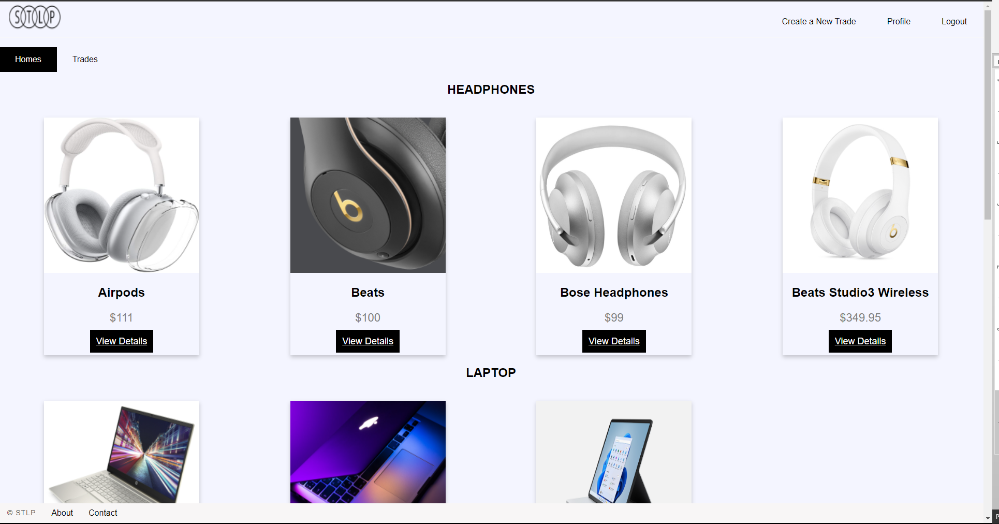 STLP
Create a New Trade Profile Logout
Homes Trades
HEADPHONES
Airpods Beats Bose Headphones Beats Studio3 Wireless
$111 $100 $99 $349.95
View Details View Details View Details View Details
LAPTOP
© STLP About Contact